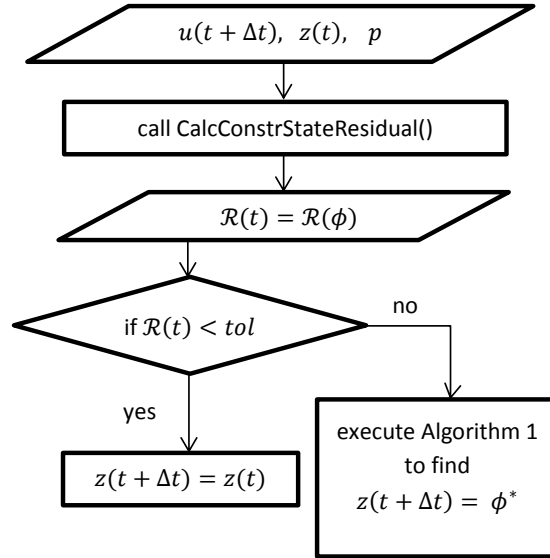 u(t + Δt), z(t), p
call CalcConstrStateResidual()
ℛ(t) = ℛ(ϕ)
if ℛ(t) < tol
no
yes
execute Algorithm 1
to find
z(t + Δt) = ϕ*
z(t + Δt) = z(t)